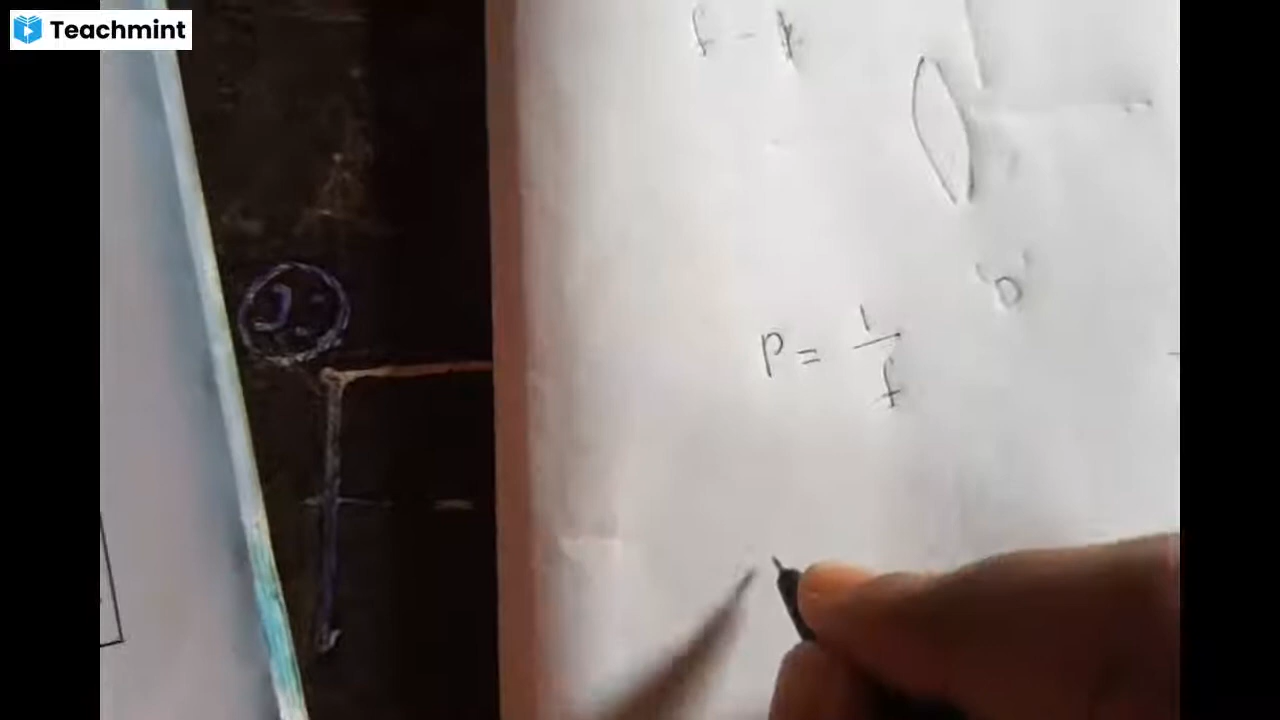 Teachmint
f -
'D'
P = 1/f